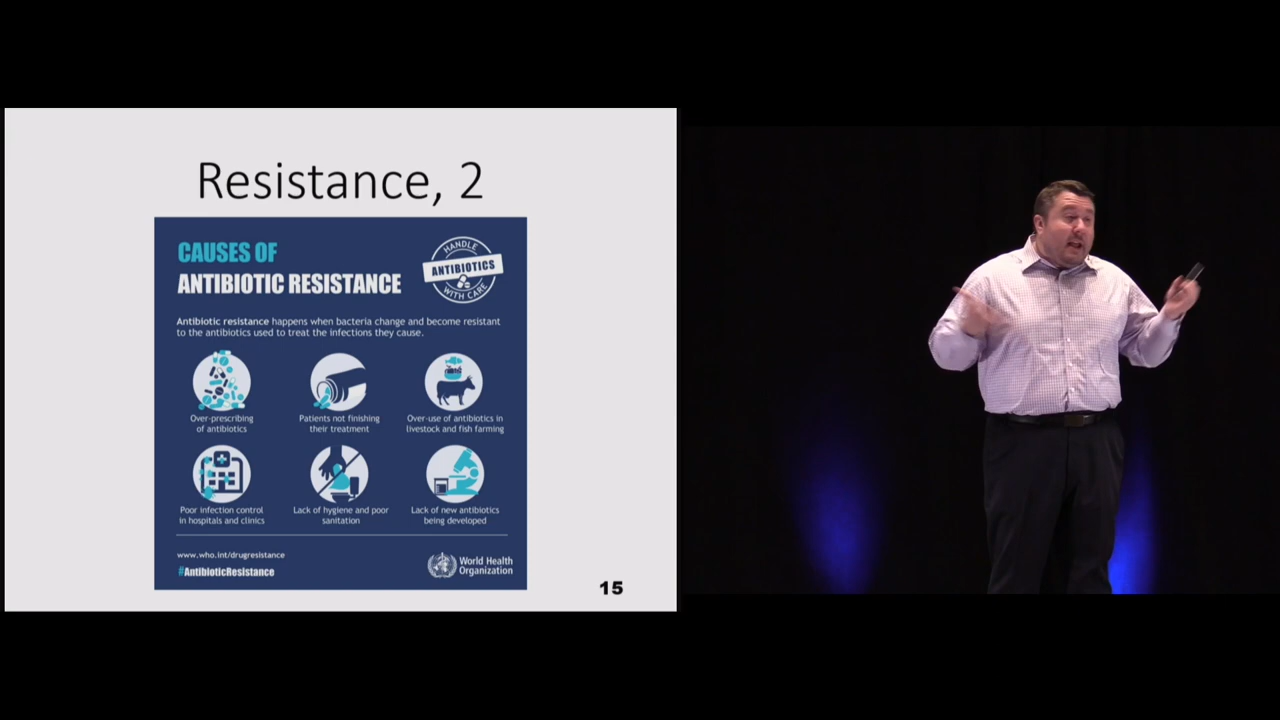 Resistance, 2
CAUSES OF
ANTIBIOTIC RESISTANCE
HANDLE
ANTIBIOTICS
WITH CARE
Antibiotic resistance happens when bacteria change and become resistant
to the antibiotics used to treat the infections they cause.
Over-prescribing
of antibiotics
Patients not finishing
their treatment
Over-use of antibiotics in
livestock and fish farming
Poor infection control
in hospitals and clinics
Lack of hygiene and poor
sanitation
Lack of new antibiotics
being developed
www.who.int/drugresistance
#AntibioticResistance
World Health
Organization
15